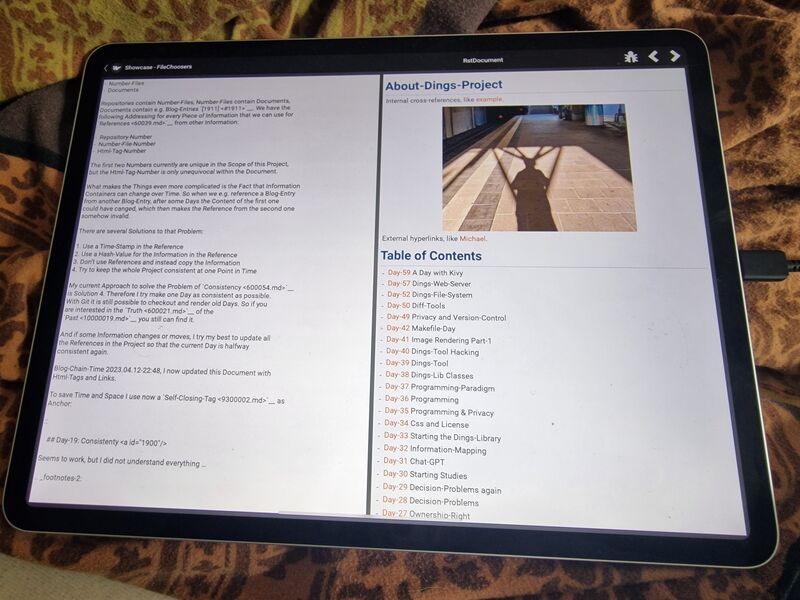 Showcase - FileChoosers
RstDocument
Number-Files
Documents
Repositories contain Number-Files, Number-Files contain Documents,
Documents contain e.g. Blog-Entries `[1911] <#1911>`__. We have the
following Addressing for every Piece of Information that we can use for
`References <60039.md>`__ from other Information:
- Repository-Number
- Number-File-Number
- Html-Tag-Number
The first two Numbers currently are unique in the Scope of this Project,
but the Html-Tag-Number is only unequivocal within the Document.
What makes the Things even more complicated is the Fact that Information
Containers can change over Time. So when we e.g. reference a Blog-Entry
from another Blog-Entry, after some Days the Content of the first one
could have canged, which then makes the Reference from the second one
somehow invalid.
There are several Solutions to that Problem:
1. Use a Time-Stamp in the Reference
2. Use a Hash-Value for the Information in the Reference
3. Don't use References and instead copy the Information
4. Try to keep the whole Project consistent at one Point in Time
My current Approach to solve the Problem of `Consistency <600054.md>`__
is Solution 4. Therefore I try make one Day as consistent as possible.
With Git it is still possible to checkout and render old Days. So if you
are interested in the `Truth <600021.md>`__ of the
Past <10000019.md>`__ you still can find it.
And if some Information changes or moves, I try my best to update all
the References in the Project so that the current Day is halfway
consistent again.
Blog-Chain-Time 2023.04.12-22:48, I now updated this Document with
Html-Tags and Links.
To save Time and Space I use now a `Self-Closing-Tag <9300002.md>`__ as
Anchor:
::
## Day-19: Consistenty <a id="1900"/>
Seems to work, but I did not understand everything ..
.. _footnotes-2:
About-Dings-Project
Internal cross-references, like example.
External hyperlinks, like Michael.
Table of Contents
- Day-59 A Day with Kivy
- Day-57 Dings-Web-Server
- Day-52 Dings-File-System
- Day-50 Diff-Tools
- Day-49 Privacy and Version-Control
- Day-42 Makefile-Day
- Day-41 Image Rendering Part-1
- Day-40 Dings-Tool Hacking
- Day-39 Dings-Tool
- Day-38 Dings-Lib Classes
- Day-37 Programming-Paradigm
- Day-36 Programming
- Day-35 Programming & Privacy
- Day-34 Css and License
- Day-33 Starting the Dings-Library
- Day-32 Information-Mapping
- Day-31 Chat-GPT
- Day-30 Starting Studies
- Day-29 Decision-Problems again
- Day-28 Decision-Problems
- Day-27 Ownership-Right